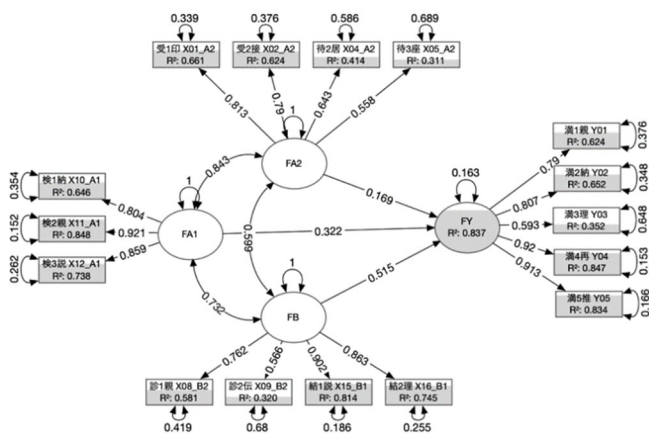 0.339
0.376
0.586
0.689
受1印 X01_A2
R²: 0.661
受2接 X02_A2
R²: 0.624
待2居 X04_A2
R²: 0.414
待3座 X05_A2
R²: 0.311
0.813
0.79
0.643
0.558
1
FA2
0.843
0.169
0.163
FY
R²: 0.837
満1親 Y01
R²: 0.624
0.376
満2納 Y02
R²: 0.652
0.348
満3理 Y03
R²: 0.352
0.648
満4再 Y04
R²: 0.847
0.153
満5推 Y05
R²: 0.834
0.166
0.79
0.807
0.593
0.92
0.913
0.354
検1納 X10_A1
R²: 0.646
0.152
検2親 X11_A1
R²: 0.848
0.262
検3説 X12_A1
R²: 0.738
0.804
0.921
0.859
1
FA1
0.322
0.599
0.732
0.515
1
FB
0.762
0.566
0.902
0.863
診1親 X08_B2
R²: 0.581
診2伝 X09_B2
R²: 0.320
結1説 X15_B1
R²: 0.814
結2理 X16_B1
R²: 0.745
0.419
0.68
0.186
0.255